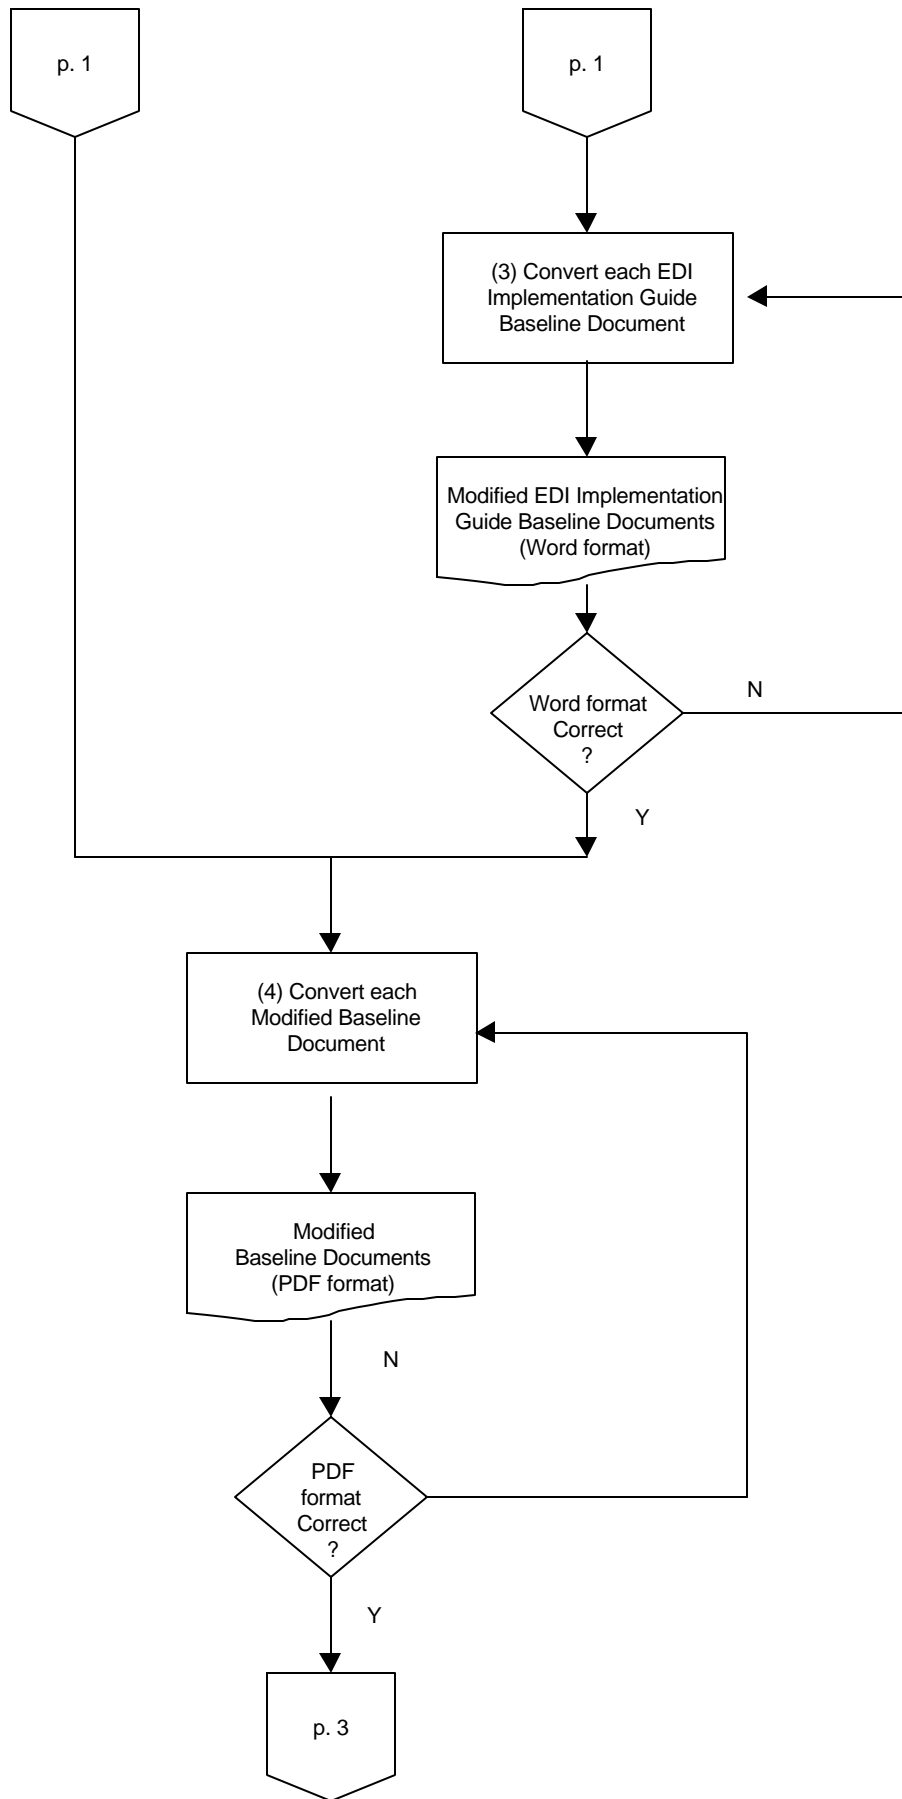 p. 1
p. 1
(3) Convert each EDI
Implementation Guide
Baseline Document
Modified EDI Implementation
Guide Baseline Documents
(Word format)
N
Word format
Correct
?
Y
(4) Convert each
Modified Baseline
Document
Modified
Baseline Documents
(PDF format)
N
PDF
format
Correct
?
Y
p. 3